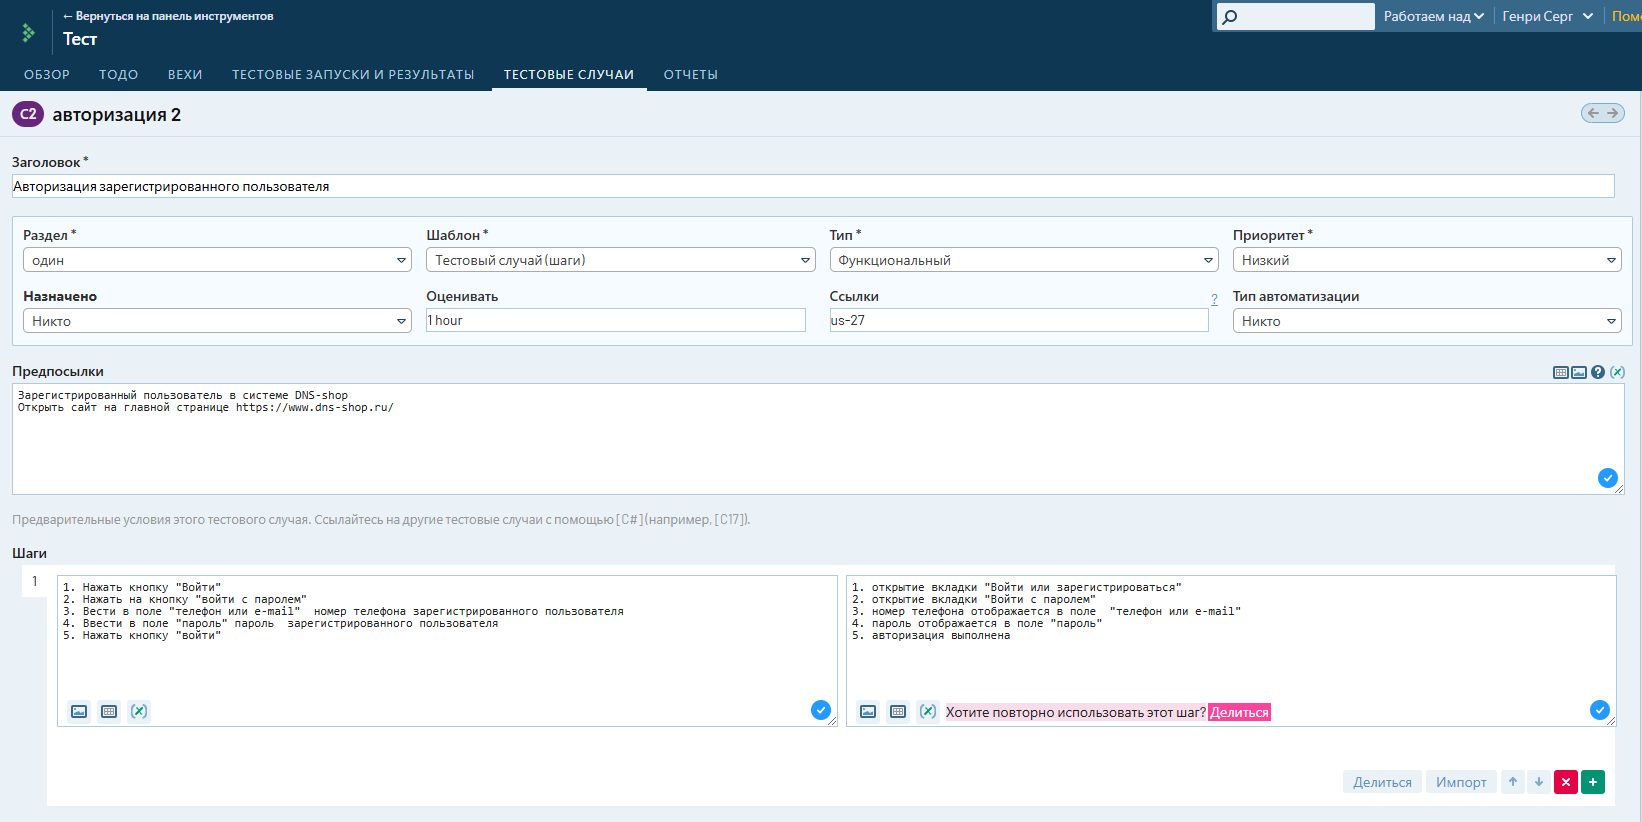 ← Вернуться на панель инструментов
Тест
Работаем над
Генри Серг
Пом
ОБЗОР ТОДО ВЕХИ ТЕСТОВЫЕ ЗАПУСКИ И РЕЗУЛЬТАТЫ ТЕСТОВЫЕ СЛУЧАИ ОТЧЕТЫ
C2 авторизация 2
Заголовок *
Авторизация зарегистрированного пользователя
Раздел * Шаблон * Тип * Приоритет *
один Тестовый случай (шаги) Функциональный Низкий
Назначено Оценивать Ссылки ? Тип автоматизации
Никто 1 hour us-27 Никто
Предпосылки
Зарегистрированный пользователь в системе DNS-shop
Открыть сайт на главной странице https://www.dns-shop.ru/
Предварительные условия этого тестового случая. Ссылайтесь на другие тестовые случаи с помощью [C#] (например, [C17]).
Шаги
1
1. Нажать кнопку "Войти"
2. Нажать на кнопку "войти с паролем"
3. Вести в поле "телефон или e-mail"  номер телефона зарегистрированного пользователя
4. Ввести в поле "пароль" пароль  зарегистрированного пользователя
5. Нажать кнопку "войти"
1. открытие вкладки "Войти или зарегистрироваться"
2. открытие вкладки "Войти с паролем"
3. номер телефона отображается в поле  "телефон или e-mail"
4. пароль отображается в поле "пароль"
5. авторизация выполнена
Хотите повторно использовать этот шаг? Делиться
Делиться Импорт